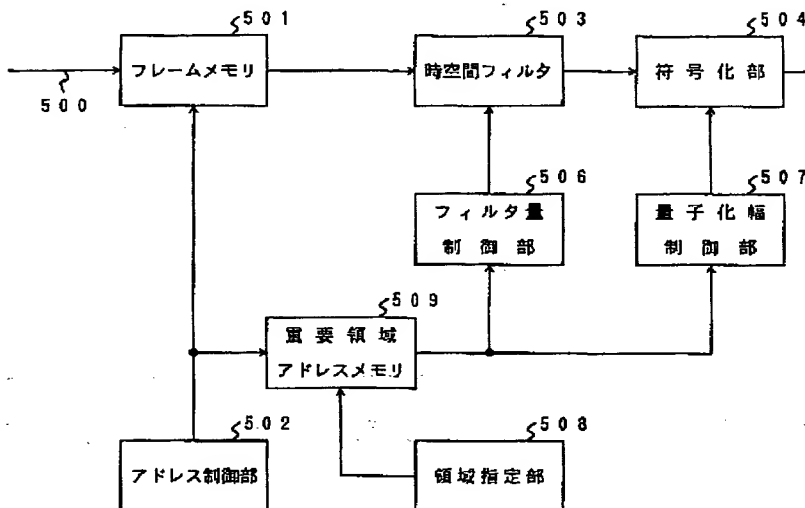 501
フレームメモリ
500
503
時空間フィルタ
504
符号化部
506
フィルタ量
制御部
507
量子化幅
制御部
509
重要領域
アドレスメモリ
502
アドレス制御部
508
領域指定部